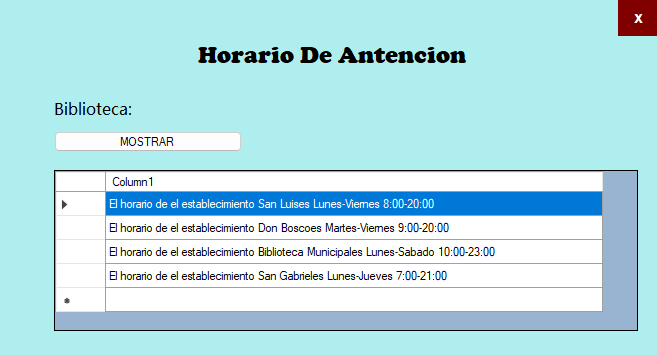 x
Horario De Antencion
Biblioteca:
MOSTRAR
Column1
El horario de el establecimiento San Luises Lunes-Viernes 8:00-20:00
El horario de el establecimiento Don Boscoes Martes-Viernes 9:00-20:00
El horario de el establecimiento Biblioteca Municipales Lunes-Sabado 10:00-23:00
El horario de el establecimiento San Gabrieles Lunes-Jueves 7:00-21:00